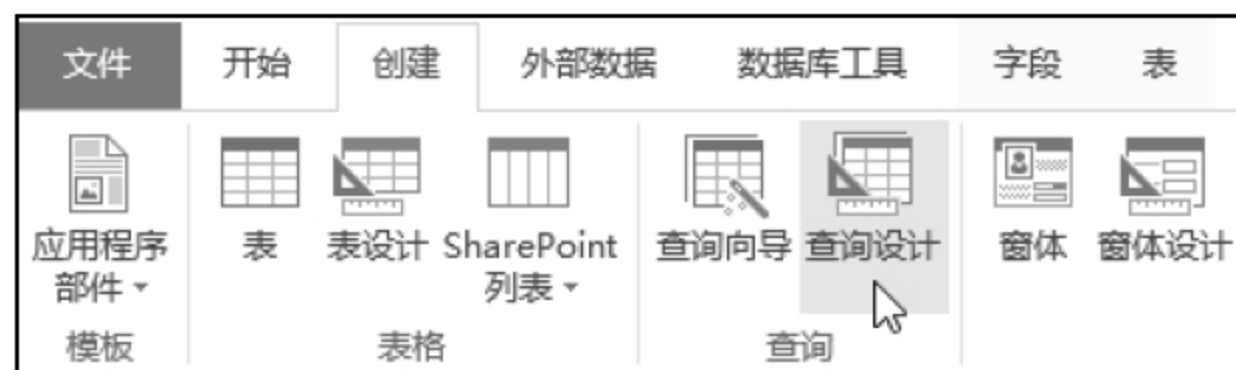 文件 开始 创建 外部数据 数据库工具 字段 表
应用程序 表 表设计 SharePoint 查询向导 查询设计 窗体 窗体设计
部件 列表
模板 表格 查询